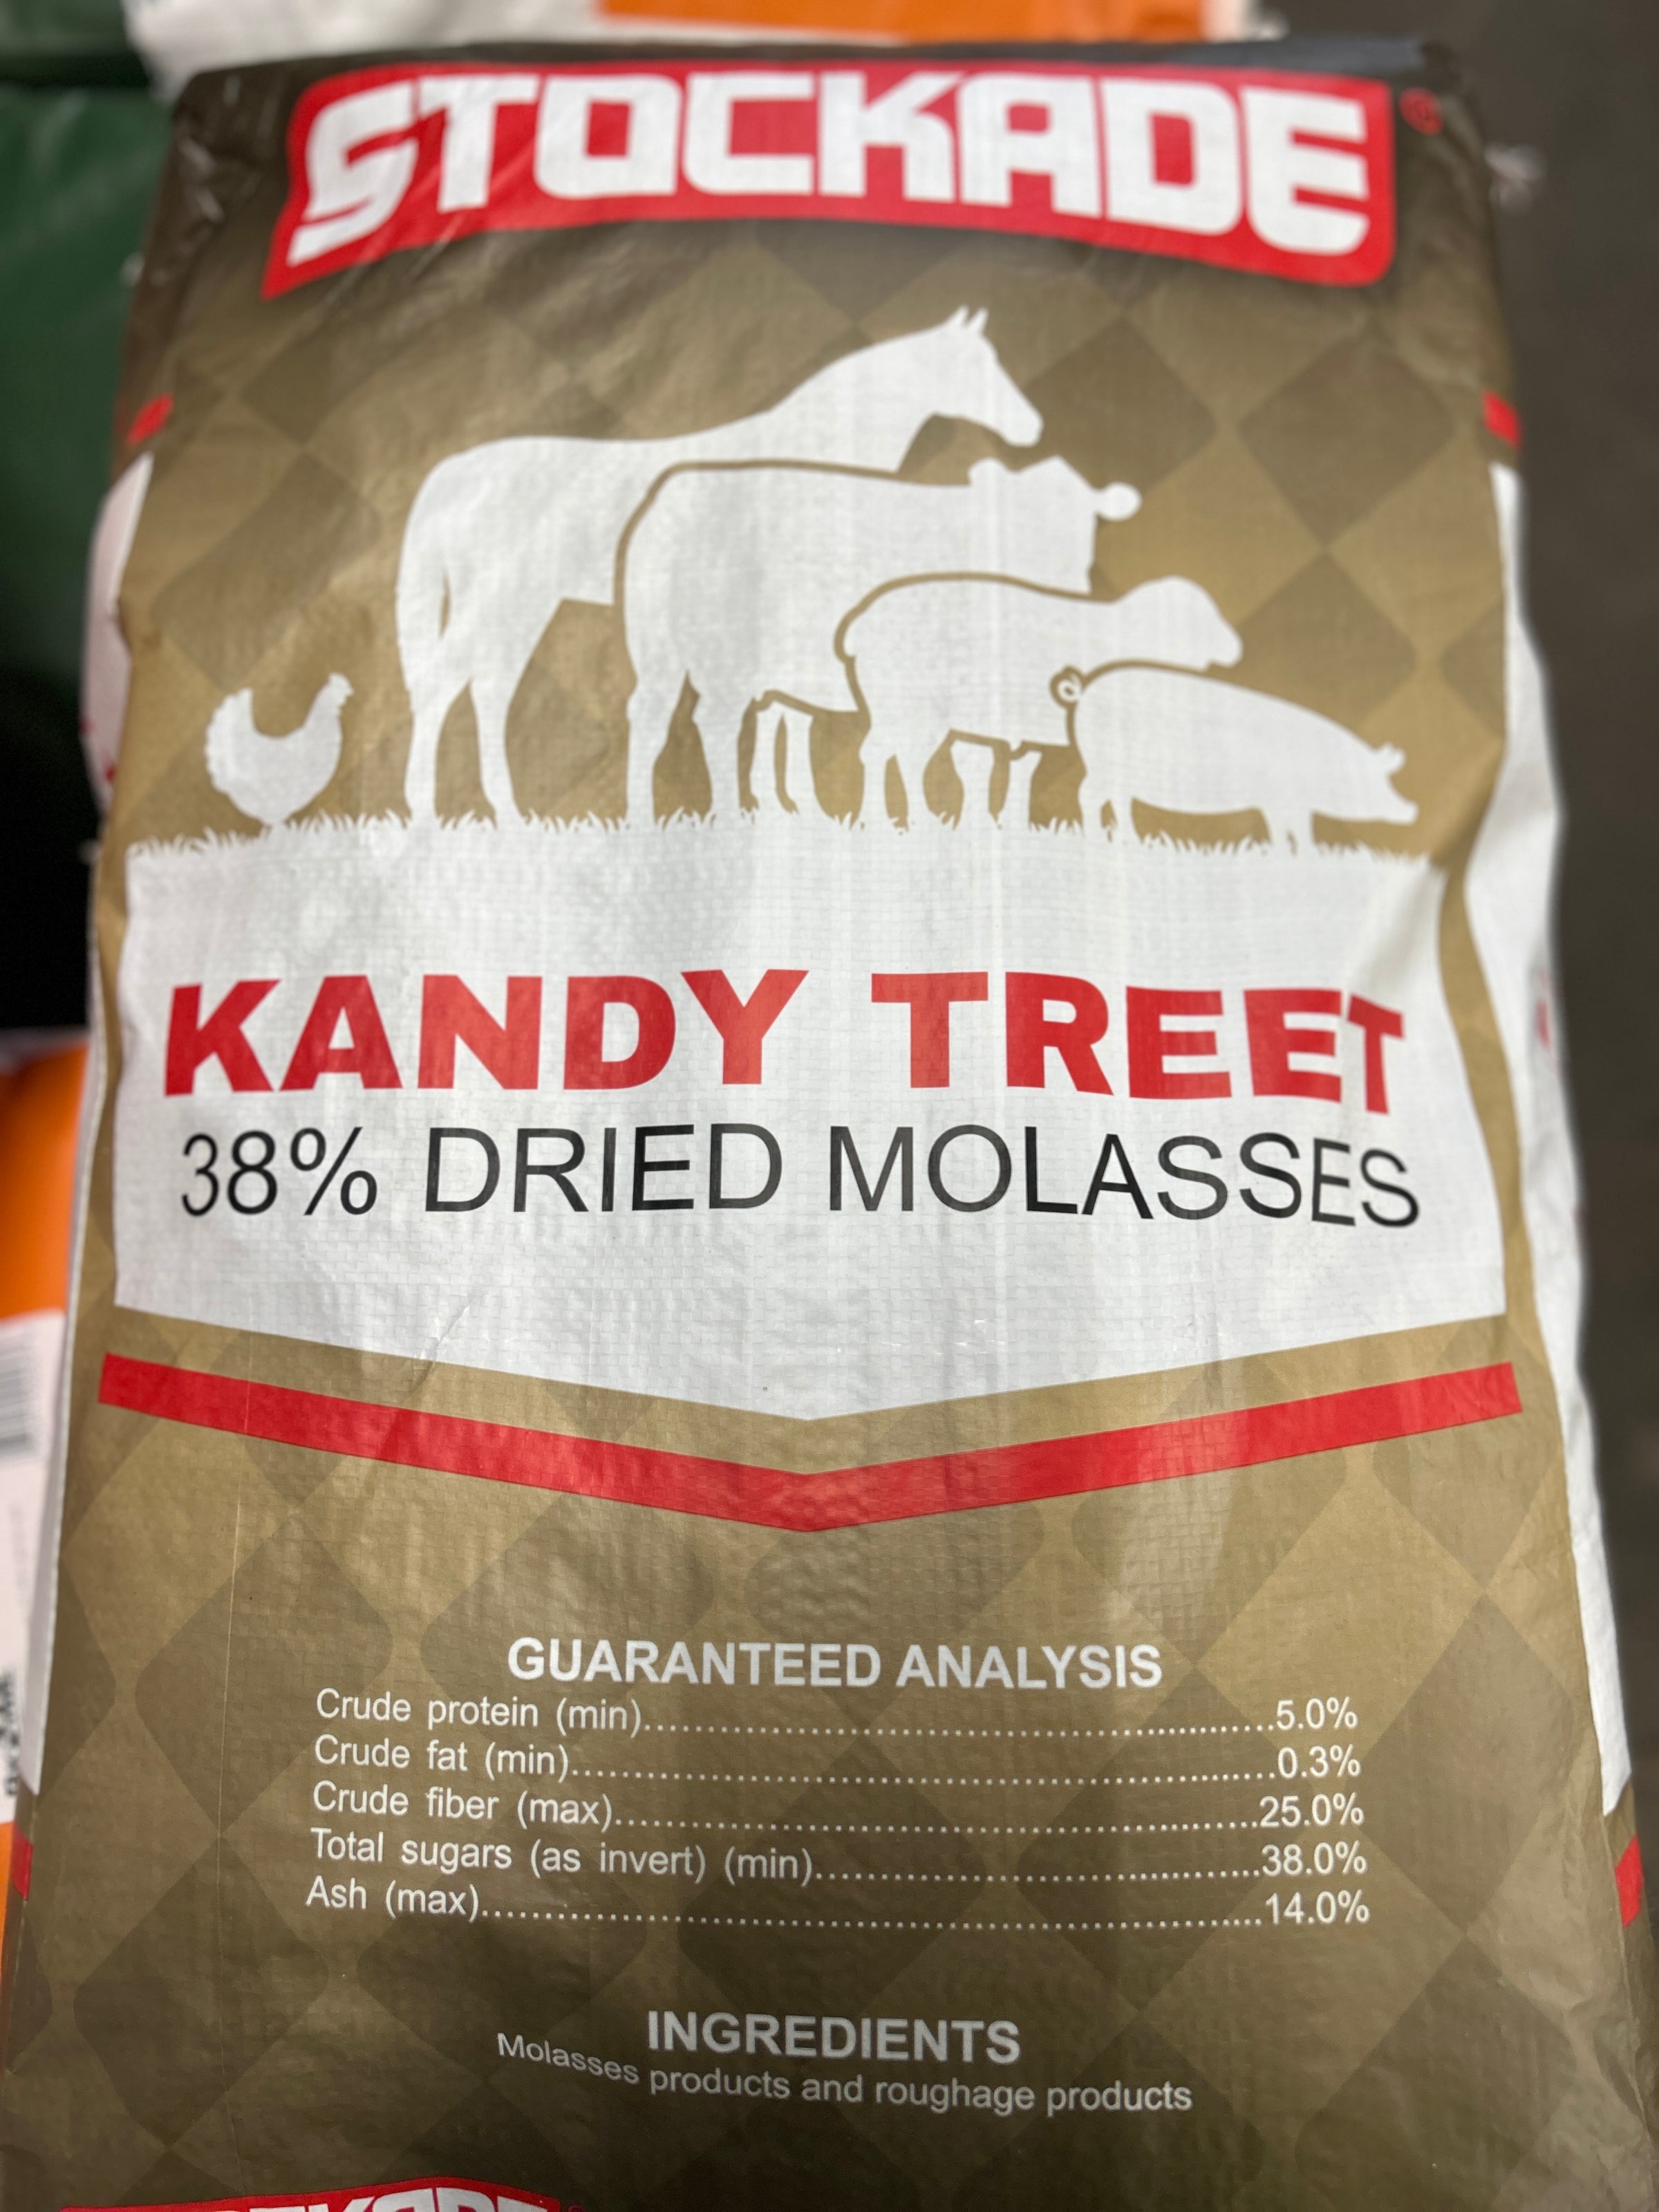 STOCKADE
KANDY TREET
38% DRIED MOLASSES
GUARANTEED ANALYSIS
Crude protein (min)..........5.0%
Crude fat (min)..........0.3%
Crude fiber (max)..........25.0%
Total sugars (as invert) (min)..........38.0%
Ash (max)..........14.0%
INGREDIENTS
Molasses products and roughage products